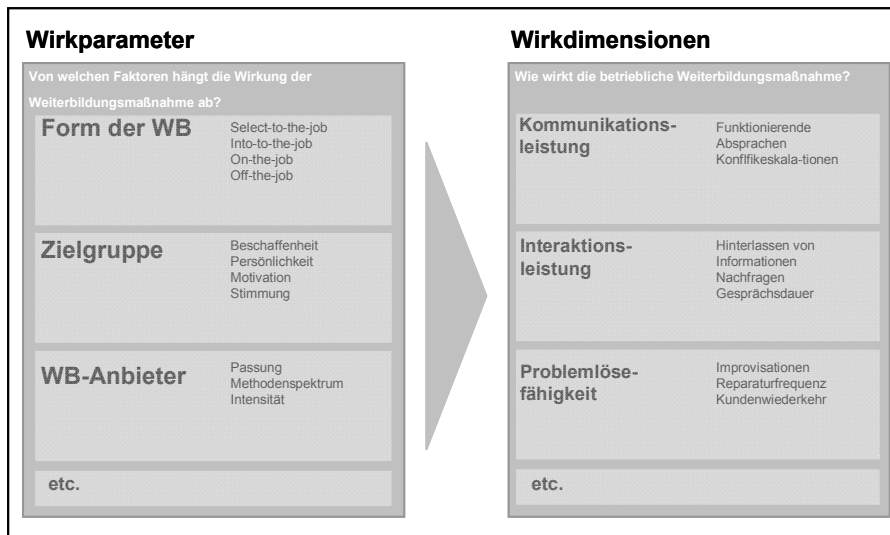 Wirkparameter
Von welchen Faktoren hängt die Wirkung der
Weiterbildungsmaßnahme ab?
Form der WB
Select-to-the-job
Into-to-the-job
On-the-job
Off-the-job
Zielgruppe
Beschaffenheit
Persönlichkeit
Motivation
Stimmung
WB-Anbieter
Passung
Methodenspektrum
Intensität
etc.
Wirkdimensionen
Wie wirkt die betriebliche Weiterbildungsmaßnahme?
Kommunikations-
leistung
Funktionierende
Absprachen
Konflfikeskala-tionen
Interaktions-
leistung
Hinterlassen von
Informationen
Nachfragen
Gesprächsdauer
Problemlöse-
fähigkeit
Improvisationen
Reparaturfrequenz
Kundenwiederkehr
etc.